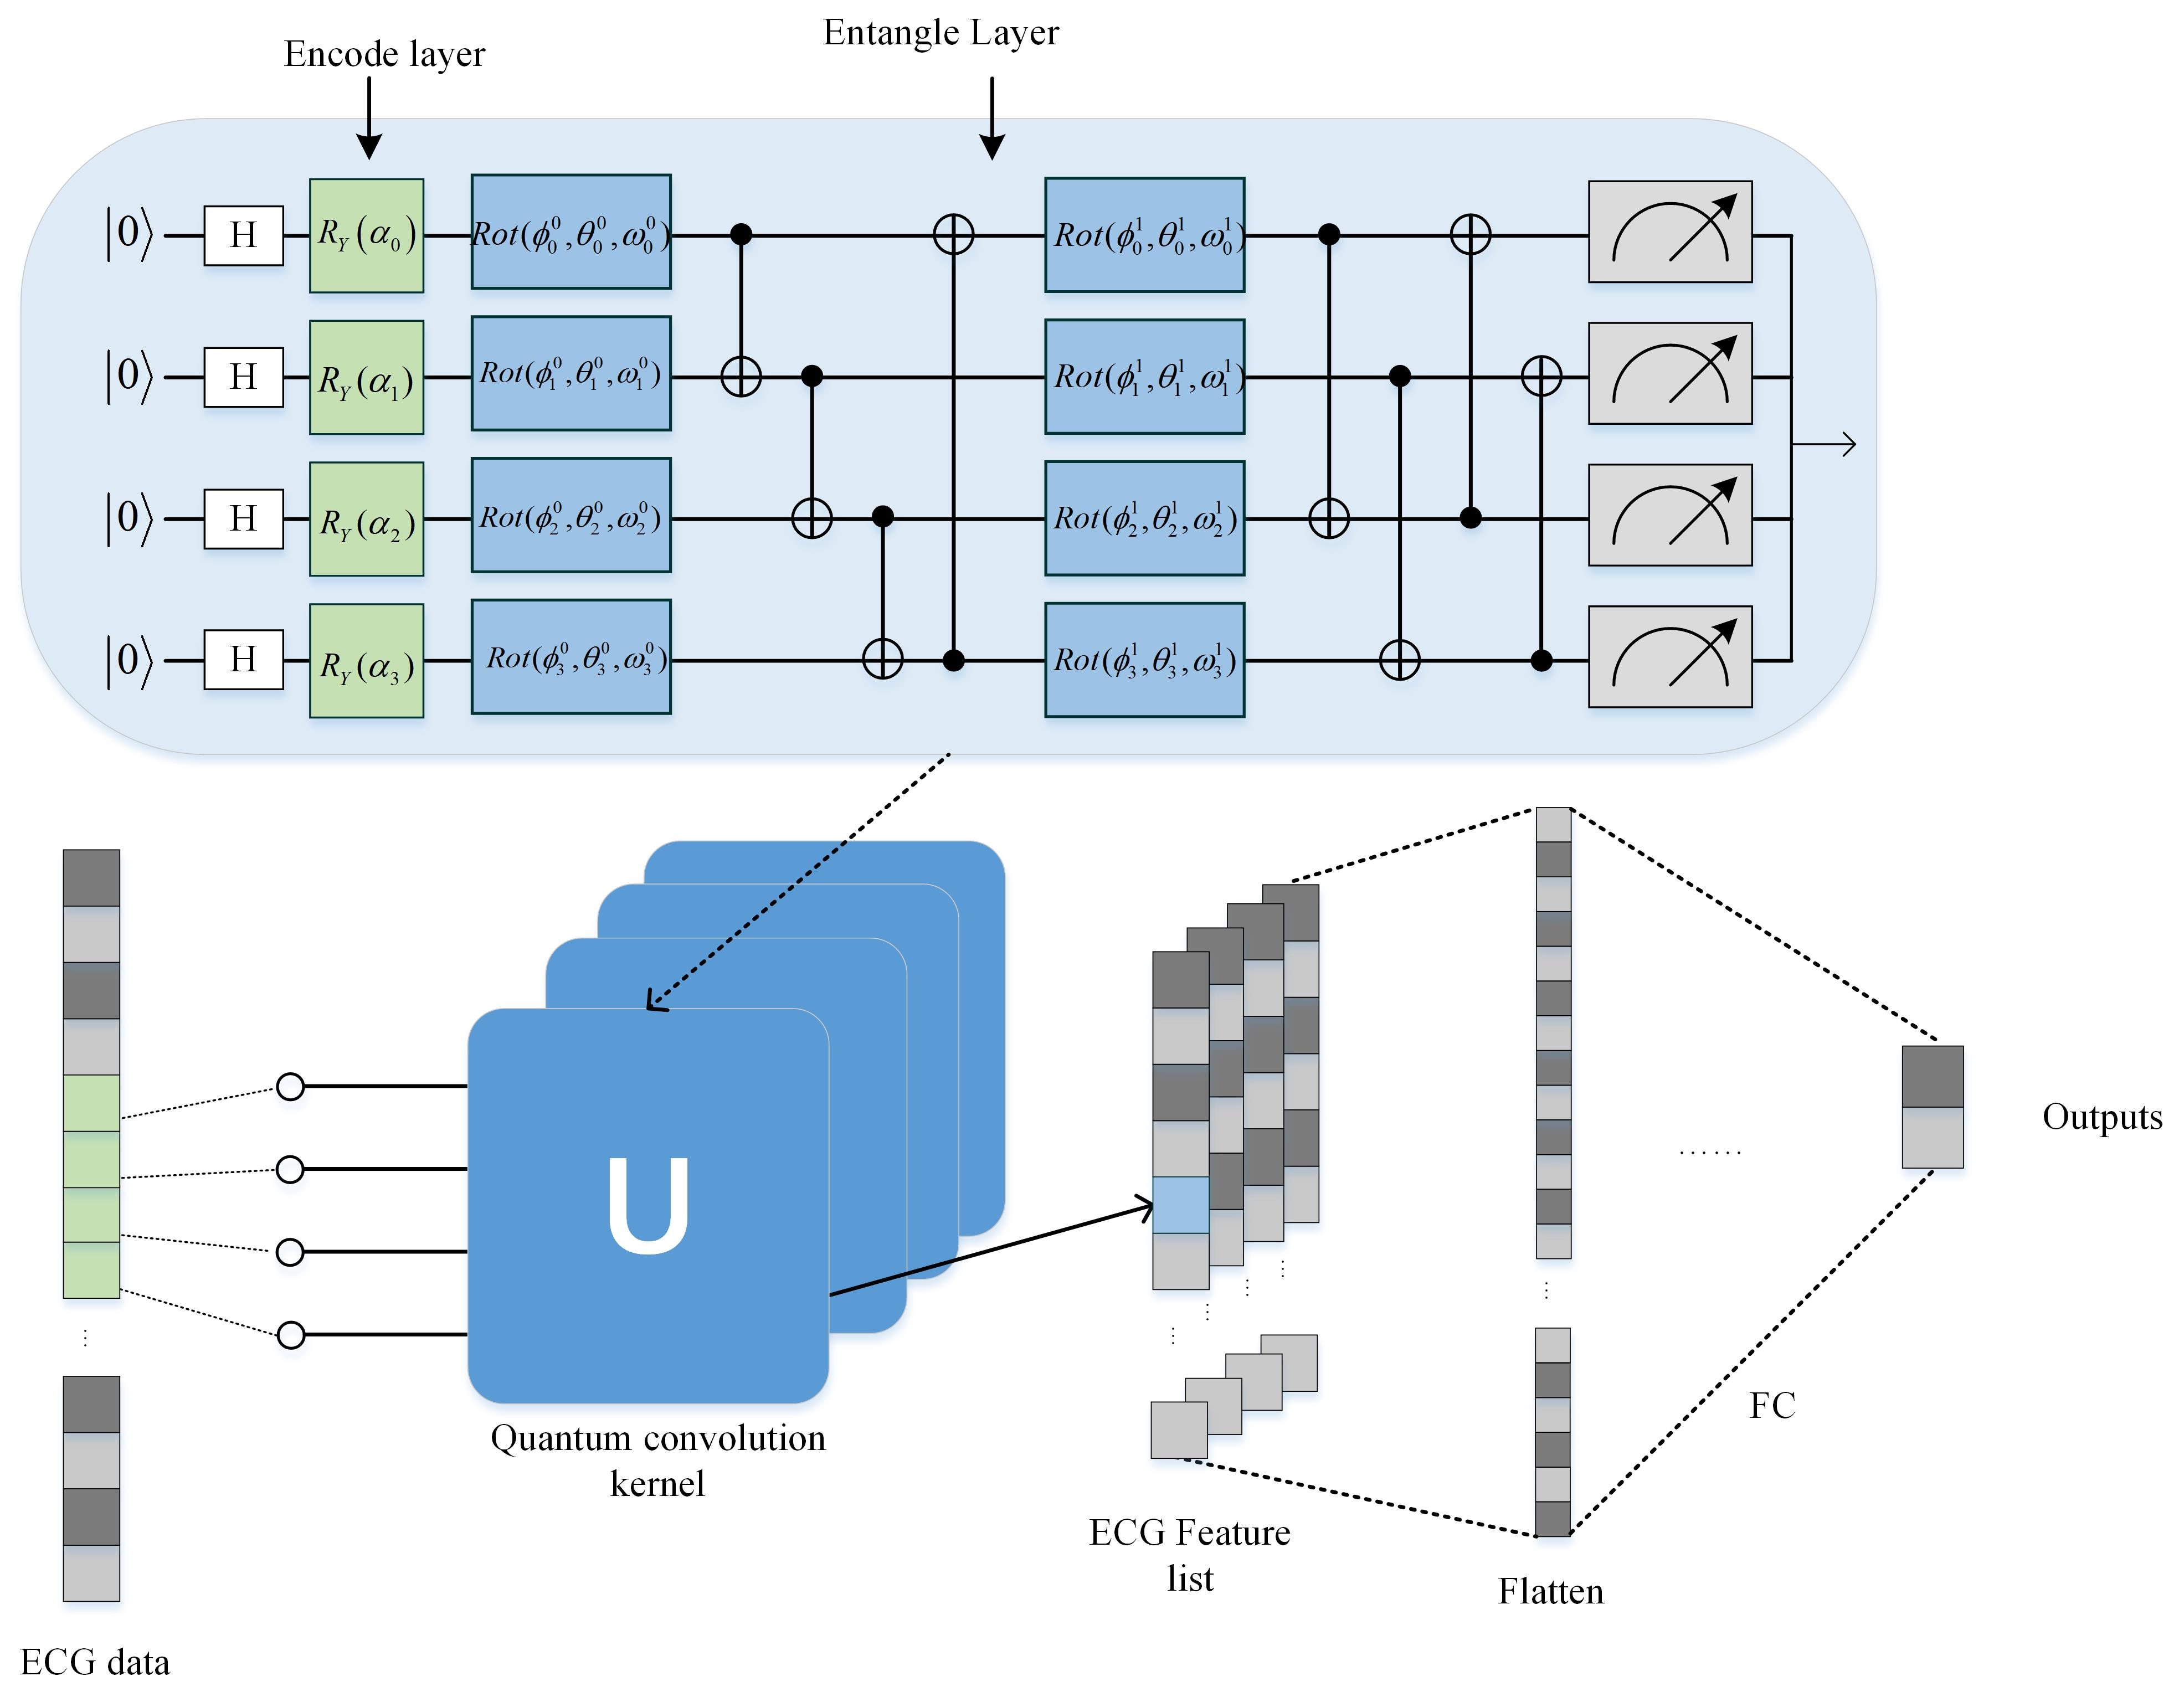 Encode layer
Entangle Layer
|0⟩ H R_Y(α_0) Rot(ϕ_0^0,θ_0^0,ω_0^0) Rot(ϕ_0^1,θ_0^1,ω_0^1)
|0⟩ H R_Y(α_1) Rot(ϕ_1^0,θ_1^0,ω_1^0) Rot(ϕ_1^1,θ_1^1,ω_1^1)
|0⟩ H R_Y(α_2) Rot(ϕ_2^0,θ_2^0,ω_2^0) Rot(ϕ_2^1,θ_2^1,ω_2^1)
|0⟩ H R_Y(α_3) Rot(ϕ_3^0,θ_3^0,ω_3^0) Rot(ϕ_3^1,θ_3^1,ω_3^1)
U
Quantum convolution
kernel
ECG data
ECG Feature
list
Flatten
......
FC
Outputs